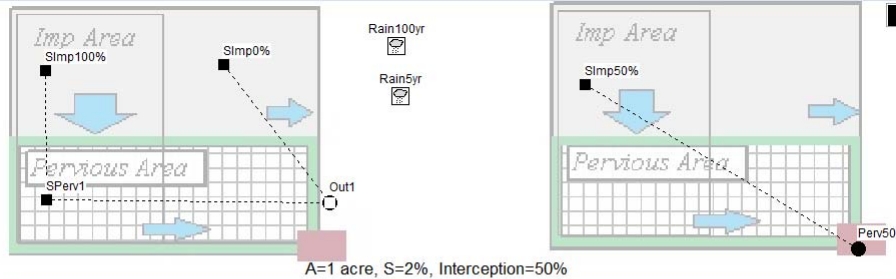 Imp Area
SImp100%
SImp0%
Rain100yr
Rain5yr
Pervious Area
SPerv1
Out1
Imp Area
SImp50%
Pervious Area
Perv50
A=1 acre, S=2%, Interception=50%